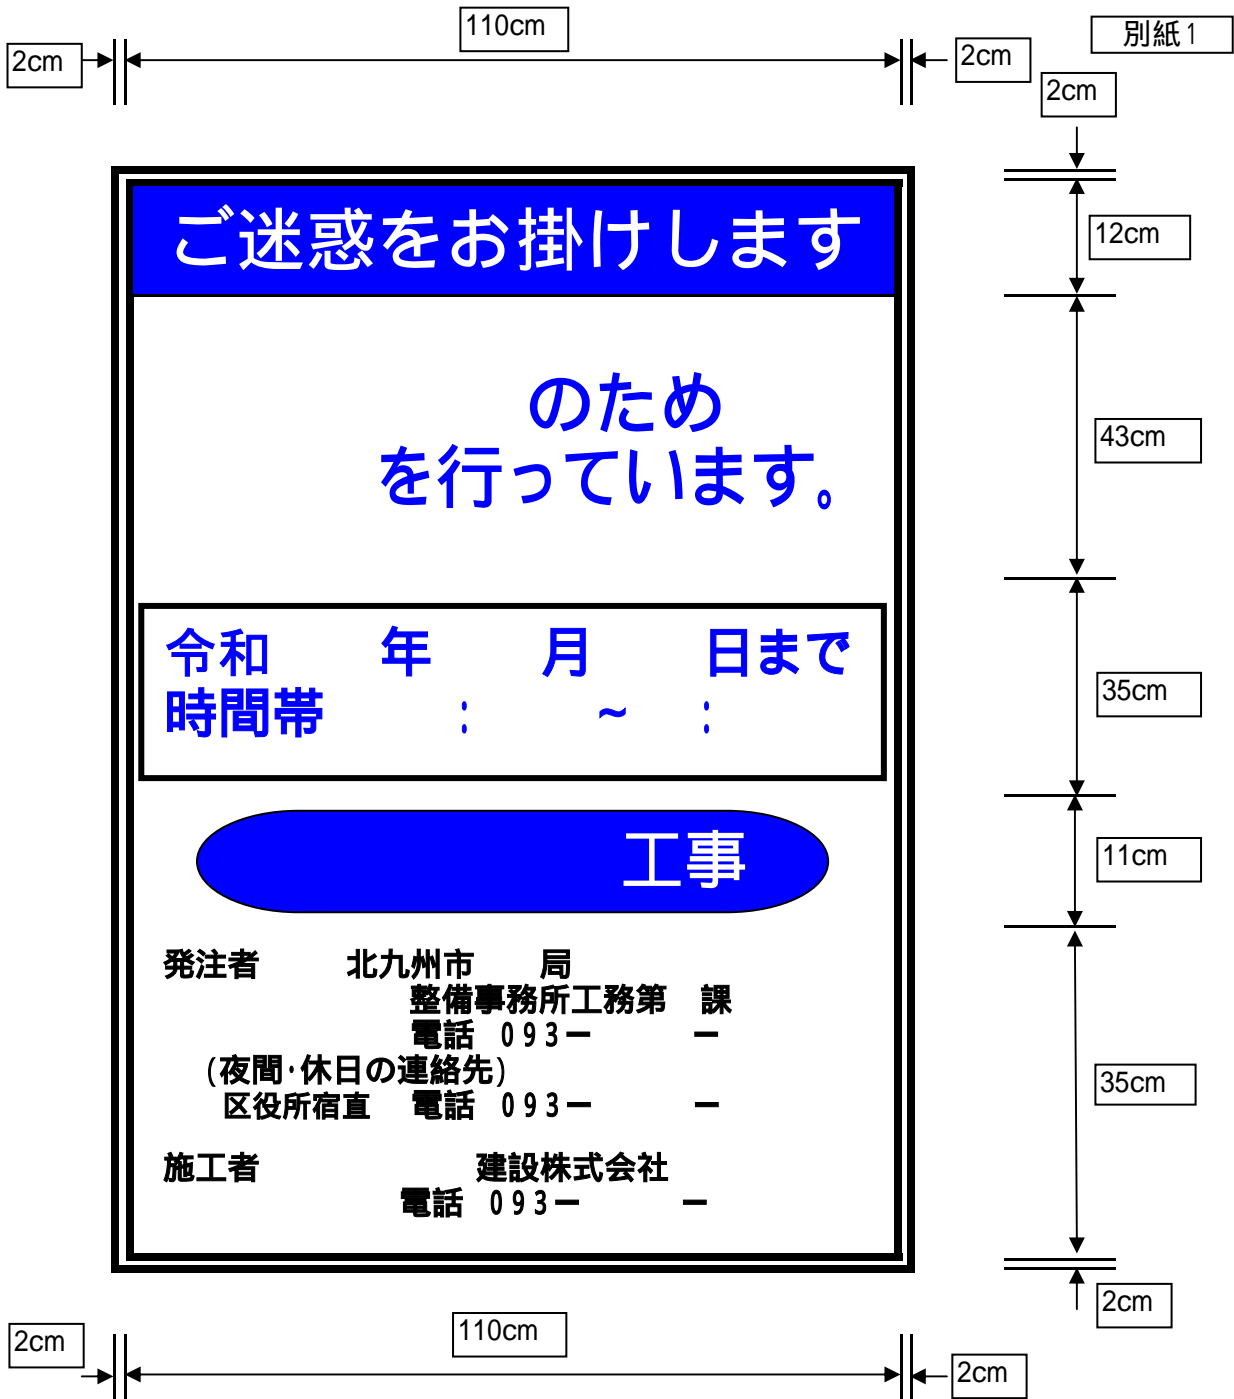 110cm
別紙1
2cm
2cm
2cm
ご迷惑をお掛けします
12cm
のため
を行っています。
43cm
令和 年 月 日まで
時間帯 : ~ :
35cm
工事
11cm
発注者 北九州市 局
整備事務所工務第 課
電話 093ー ー
(夜間・休日の連絡先)
区役所宿直 電話 093ー ー
35cm
施工者 建設株式会社
電話 093ー ー
2cm
110cm
2cm
2cm